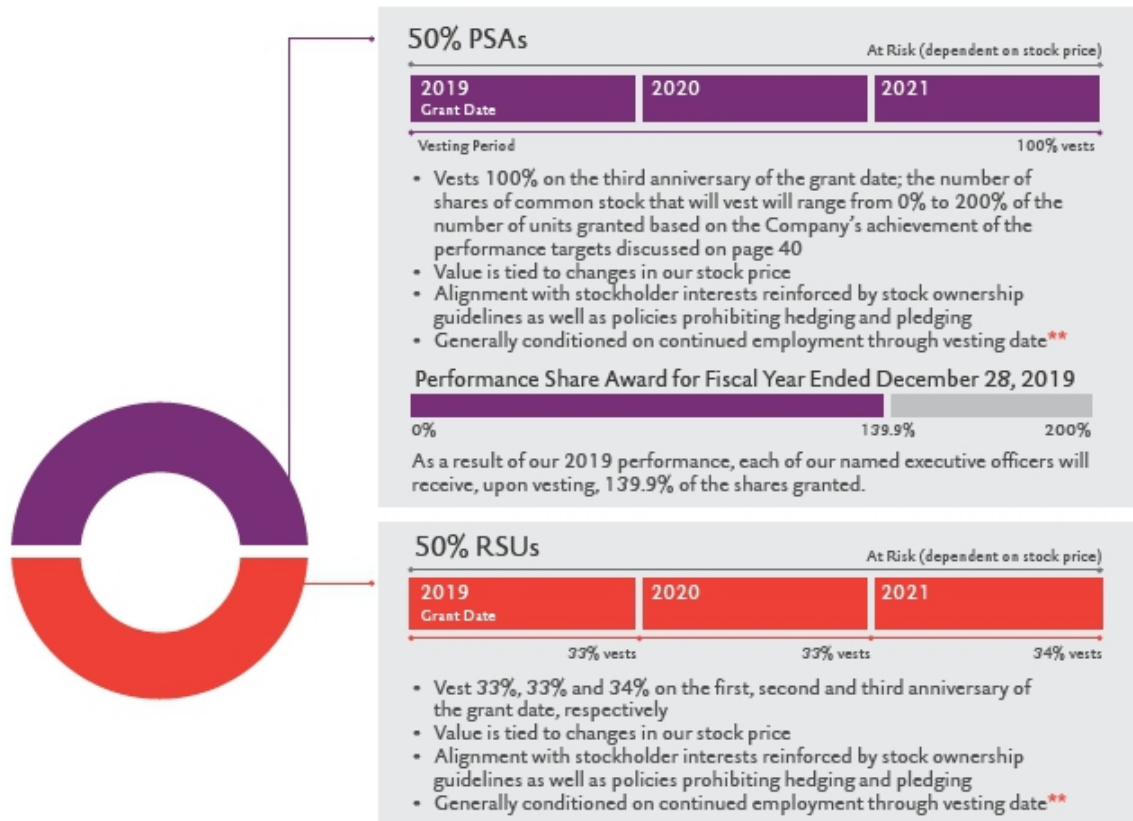 50% PSAs
At Risk (dependent on stock price)
2019
Grant Date
2020
2021
Vesting Period
100% vests
• Vests 100% on the third anniversary of the grant date; the number of
shares of common stock that will vest will range from 0% to 200% of the
number of units granted based on the Company's achievement of the
performance targets discussed on page 40
• Value is tied to changes in our stock price
• Alignment with stockholder interests reinforced by stock ownership
guidelines as well as policies prohibiting hedging and pledging
• Generally conditioned on continued employment through vesting date**
Performance Share Award for Fiscal Year Ended December 28, 2019
0%
139.9%
200%
As a result of our 2019 performance, each of our named executive officers will
receive, upon vesting, 139.9% of the shares granted.
50% RSUs
At Risk (dependent on stock price)
2019
Grant Date
2020
2021
33% vests
33% vests
34% vests
• Vest 33%, 33% and 34% on the first, second and third anniversary of
the grant date, respectively
• Value is tied to changes in our stock price
• Alignment with stockholder interests reinforced by stock ownership
guidelines as well as policies prohibiting hedging and pledging
• Generally conditioned on continued employment through vesting date**